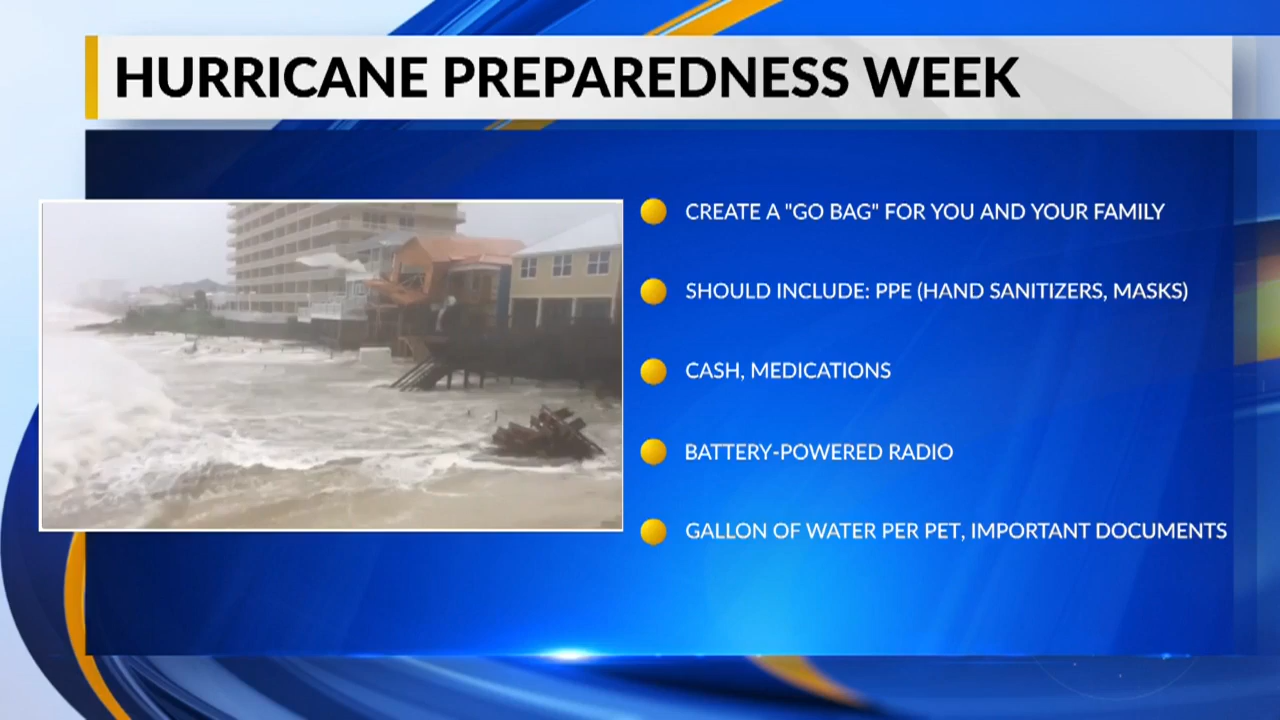 HURRICANE PREPAREDNESS WEEK
CREATE A "GO BAG" FOR YOU AND YOUR FAMILY
SHOULD INCLUDE: PPE (HAND SANITIZERS, MASKS)
CASH, MEDICATIONS
BATTERY-POWERED RADIO
GALLON OF WATER PER PET, IMPORTANT DOCUMENTS